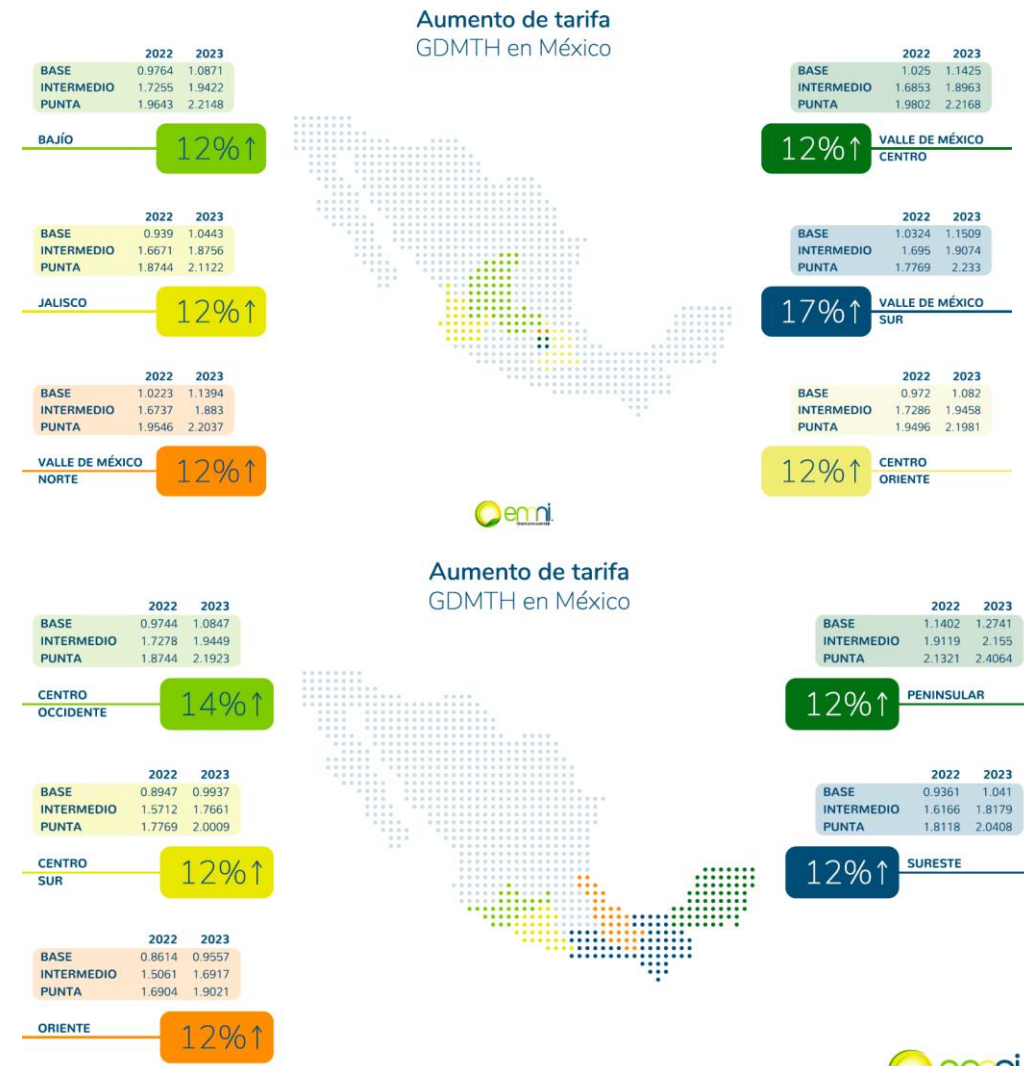 Aumento de tarifa
GDMTH en México
2022 2023
BASE 0.9764 1.0871
INTERMEDIO 1.7255 1.9422
PUNTA 1.9643 2.2148
BAJÍO
12%↑
2022 2023
BASE 0.939 1.0443
INTERMEDIO 1.6671 1.8756
PUNTA 1.8744 2.1122
JALISCO
12%↑
2022 2023
BASE 1.0223 1.1394
INTERMEDIO 1.6737 1.883
PUNTA 1.9546 2.2037
VALLE DE MÉXICO
NORTE
12%↑
2022 2023
BASE 1.025 1.1425
INTERMEDIO 1.6853 1.8963
PUNTA 1.9802 2.2168
12%↑
VALLE DE MÉXICO
CENTRO
2022 2023
BASE 1.0324 1.1509
INTERMEDIO 1.695 1.9074
PUNTA 1.7769 2.233
17%↑
VALLE DE MÉXICO
SUR
2022 2023
BASE 0.972 1.082
INTERMEDIO 1.7286 1.9458
PUNTA 1.9496 2.1981
12%↑
CENTRO
ORIENTE
enni
Aumento de tarifa
GDMTH en México
2022 2023
BASE 0.9744 1.0847
INTERMEDIO 1.7278 1.9449
PUNTA 1.8744 2.1923
CENTRO
OCCIDENTE
14%↑
2022 2023
BASE 0.8947 0.9937
INTERMEDIO 1.5712 1.7661
PUNTA 1.7769 2.0009
CENTRO
SUR
12%↑
2022 2023
BASE 0.8614 0.9557
INTERMEDIO 1.5061 1.6917
PUNTA 1.6904 1.9021
ORIENTE
12%↑
2022 2023
BASE 1.1402 1.2741
INTERMEDIO 1.9119 2.155
PUNTA 2.1321 2.4064
12%↑
PENINSULAR
2022 2023
BASE 0.9361 1.041
INTERMEDIO 1.6166 1.8179
PUNTA 1.8118 2.0408
12%↑
SURESTE